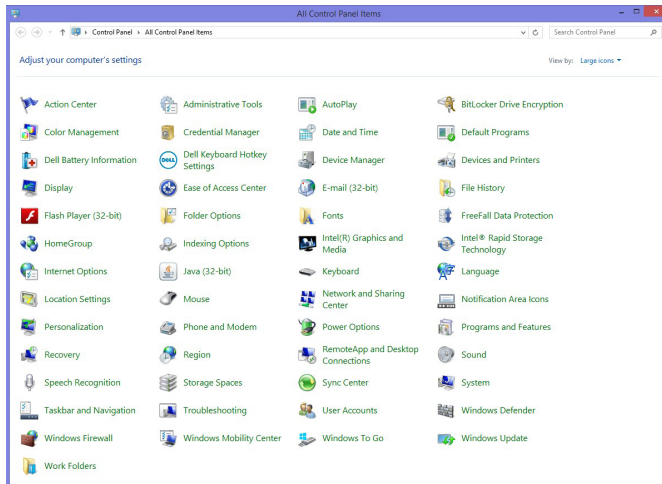 All Control Panel Items
Control Panel
All Control Panel Items
Search Control Panel
Adjust your computer's settings
View by: Large icons
Action Center
Administrative Tools
AutoPlay
BitLocker Drive Encryption
Color Management
Credential Manager
Date and Time
Default Programs
Dell Battery Information
DELL
Dell Keyboard Hotkey
Settings
Device Manager
Devices and Printers
Display
Ease of Access Center
E-mail (32-bit)
File History
Flash Player (32-bit)
Folder Options
Fonts
FreeFall Data Protection
HomeGroup
Indexing Options
Intel(R) Graphics and
Media
Intel® Rapid Storage
Technology
Internet Options
Java (32-bit)
Keyboard
Language
Location Settings
Mouse
Network and Sharing
Center
Notification Area Icons
Personalization
Phone and Modem
Power Options
Programs and Features
Recovery
Region
RemoteApp and Desktop
Connections
Sound
Speech Recognition
Storage Spaces
Sync Center
System
Taskbar and Navigation
Troubleshooting
User Accounts
Windows Defender
Windows Firewall
Windows Mobility Center
Windows To Go
Windows Update
Work Folders